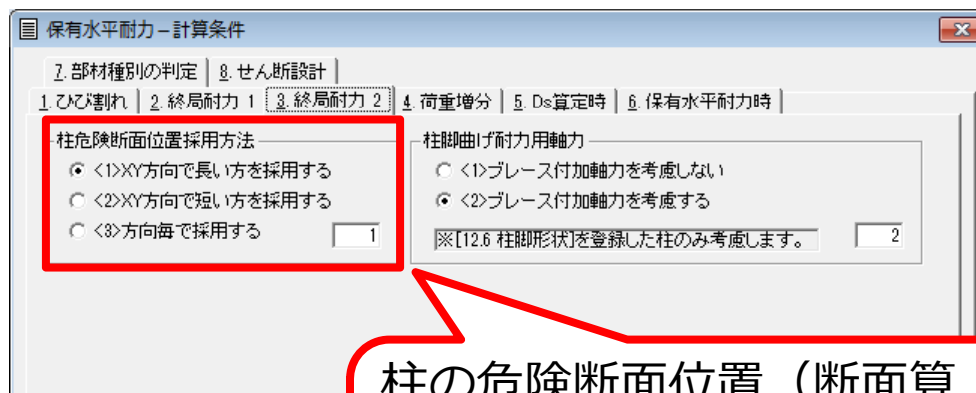 保有水平耐力－計算条件
7.部材種別の判定 8.せん断設計
1.ひび割れ 2.終局耐力 1 3.終局耐力 2 4.荷重増分 5.Ds算定時 6.保有水平耐力時
柱危険断面位置採用方法
<1>XY方向で長い方を採用する
<2>XY方向で短い方を採用する
<3>方向毎で採用する 1
柱脚曲げ耐力用軸力
<1>ブレース付加軸力を考慮しない
<2>ブレース付加軸力を考慮する
※[12.6 柱脚形状]を登録した柱のみ考慮します。 2
柱の危険断面位置（断面算